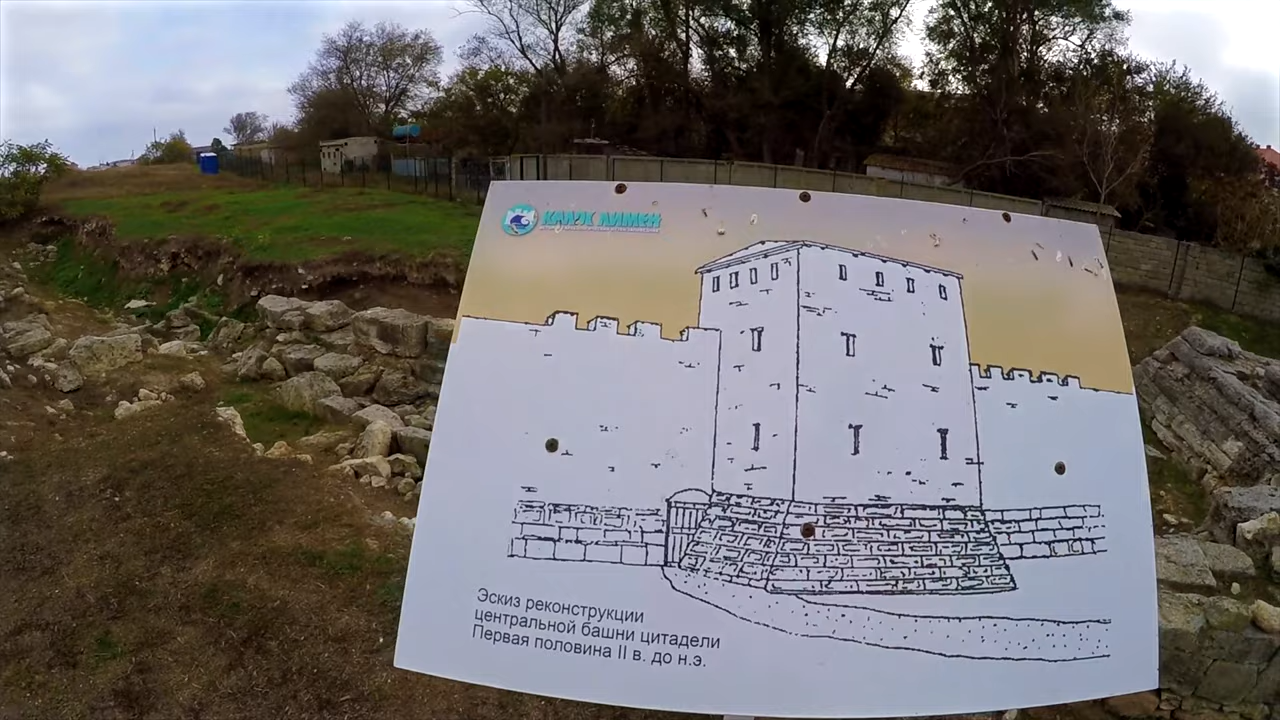 КАЛОС ЛИМЕН
Эскиз реконструкции
центральной башни цитадели
Первая половина II в. до н.э.